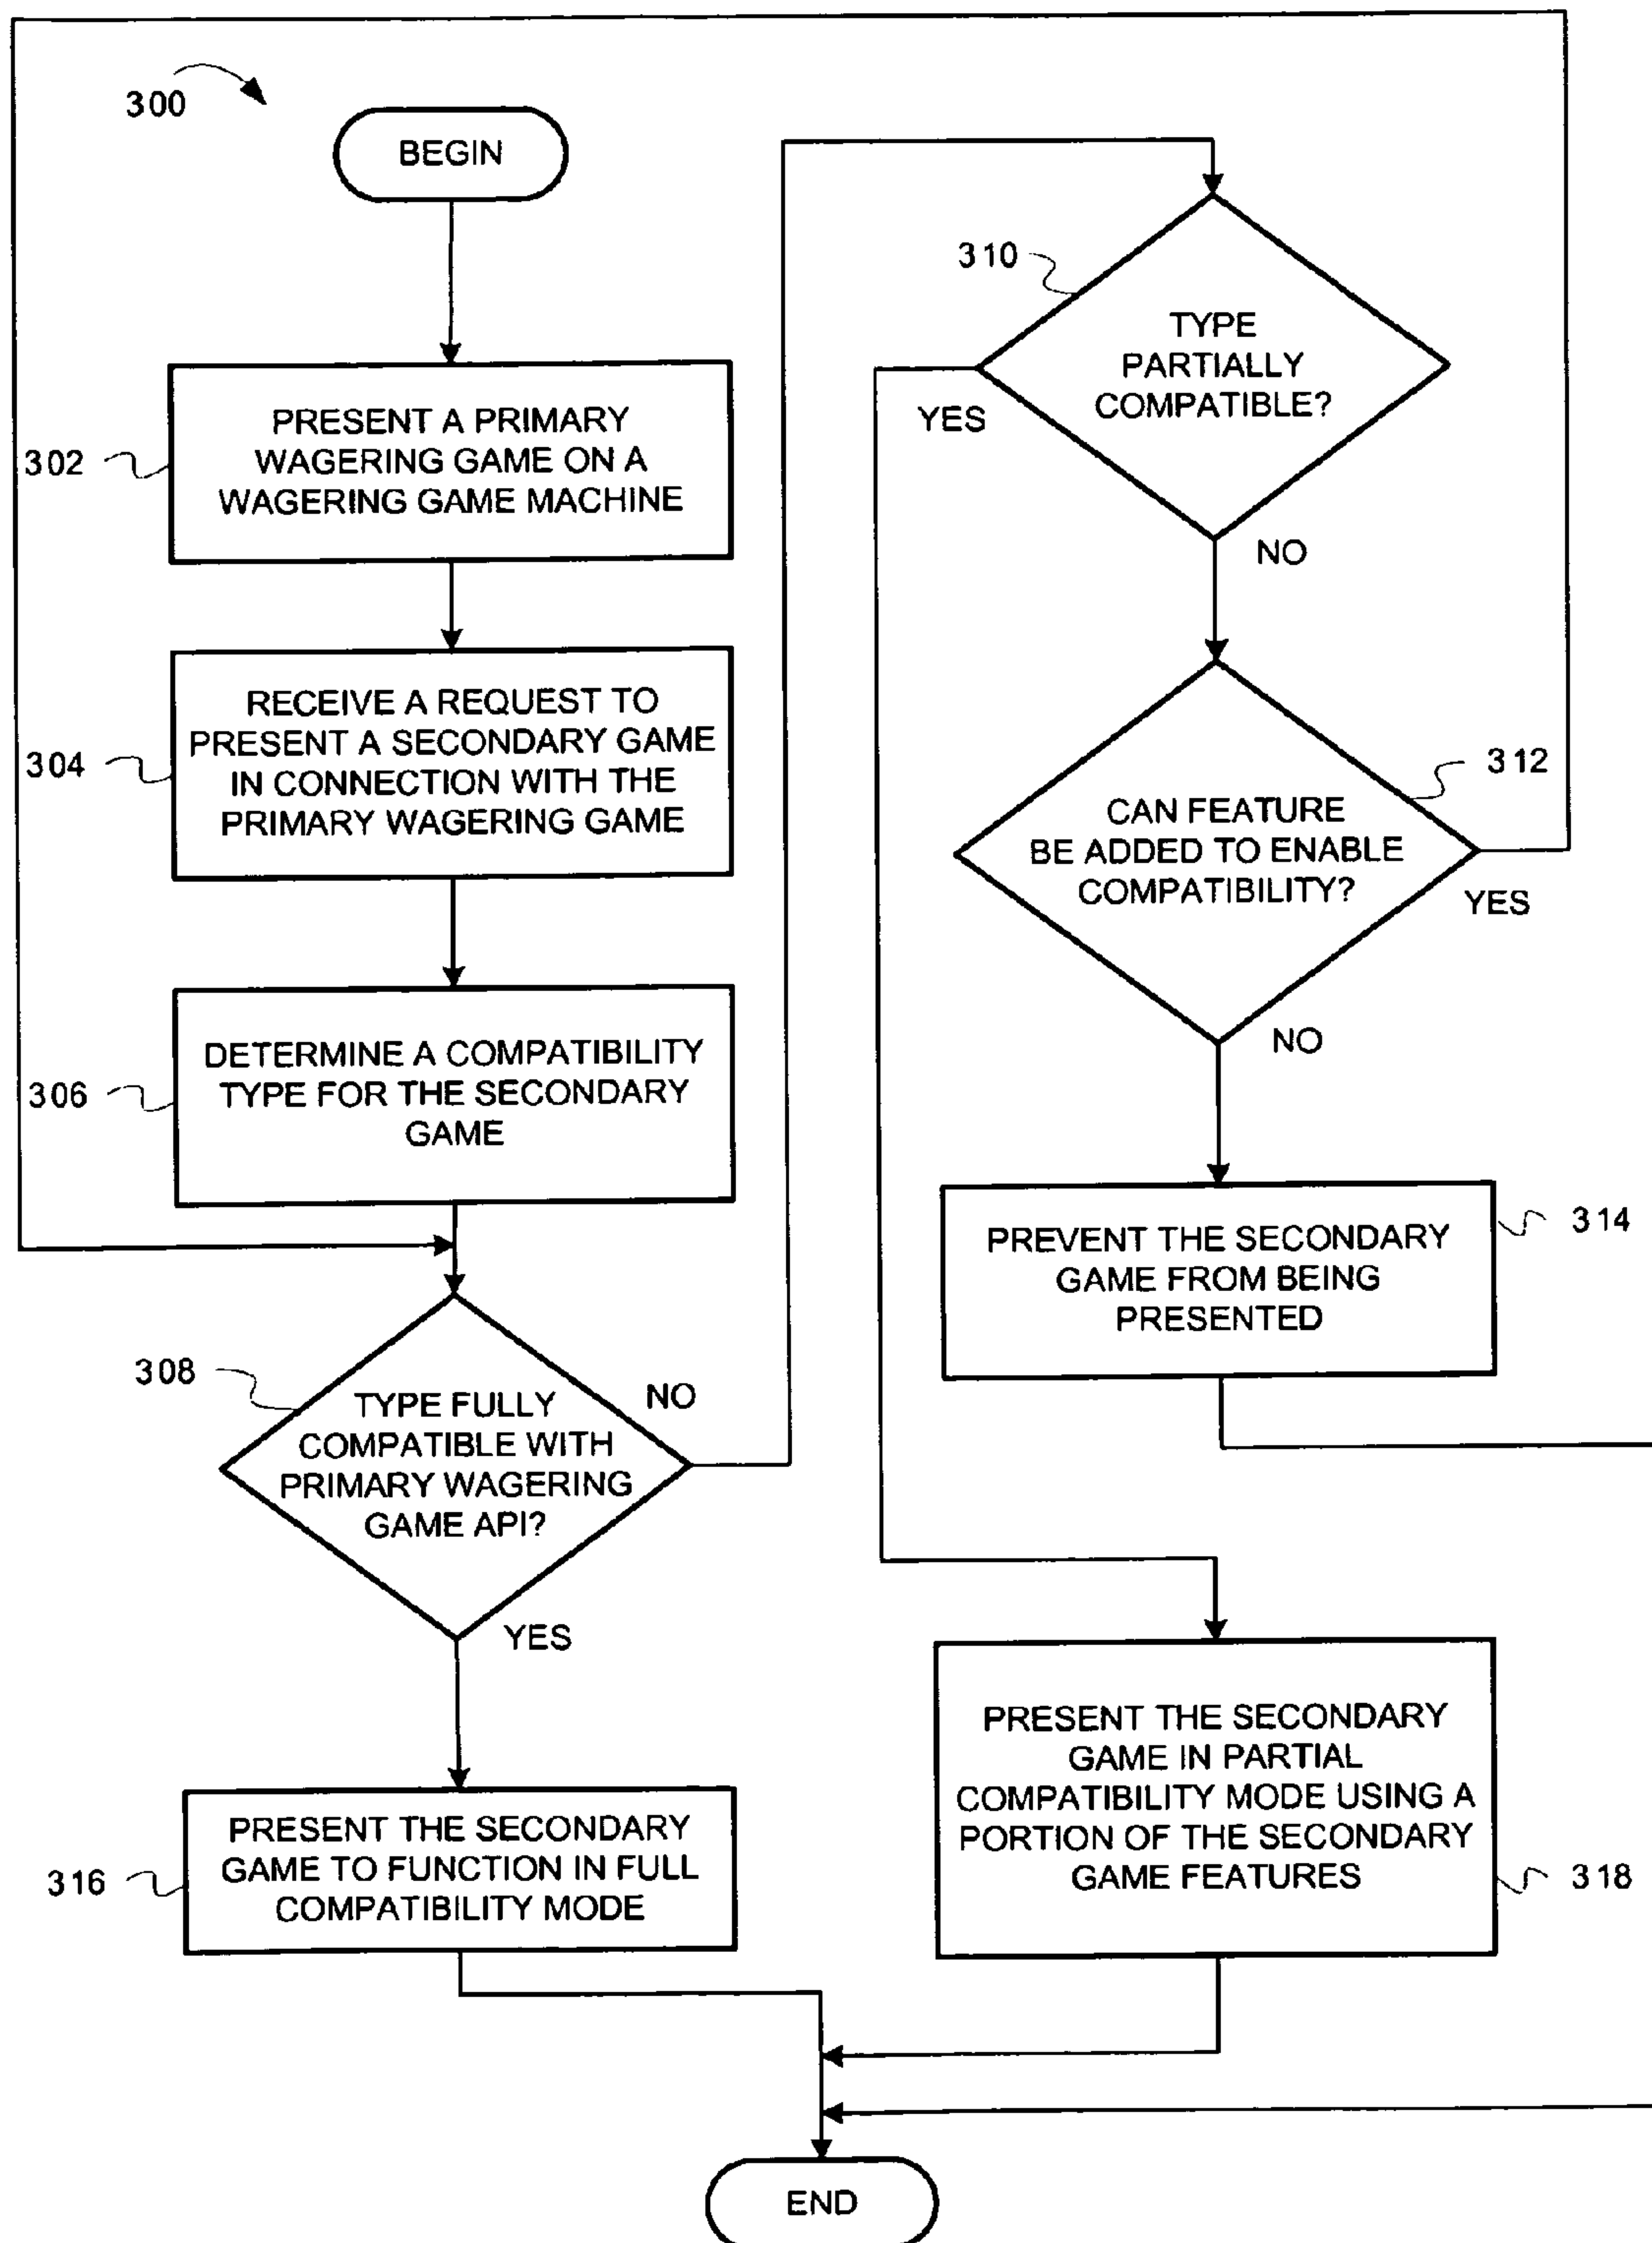 300
BEGIN
302
PRESENT A PRIMARY
WAGERING GAME ON A
WAGERING GAME MACHINE
304
RECEIVE A REQUEST TO
PRESENT A SECONDARY GAME
IN CONNECTION WITH THE
PRIMARY WAGERING GAME
306
DETERMINE A COMPATIBILITY
TYPE FOR THE SECONDARY
GAME
308
TYPE FULLY
COMPATIBLE WITH
PRIMARY WAGERING
GAME API?
NO
YES
316
PRESENT THE SECONDARY
GAME TO FUNCTION IN FULL
COMPATIBILITY MODE
310
TYPE
PARTIALLY
COMPATIBLE?
YES
NO
312
CAN FEATURE
BE ADDED TO ENABLE
COMPATIBILITY?
YES
NO
314
PREVENT THE SECONDARY
GAME FROM BEING
PRESENTED
PRESENT THE SECONDARY
GAME IN PARTIAL
COMPATIBILITY MODE USING A
PORTION OF THE SECONDARY
GAME FEATURES
318
END